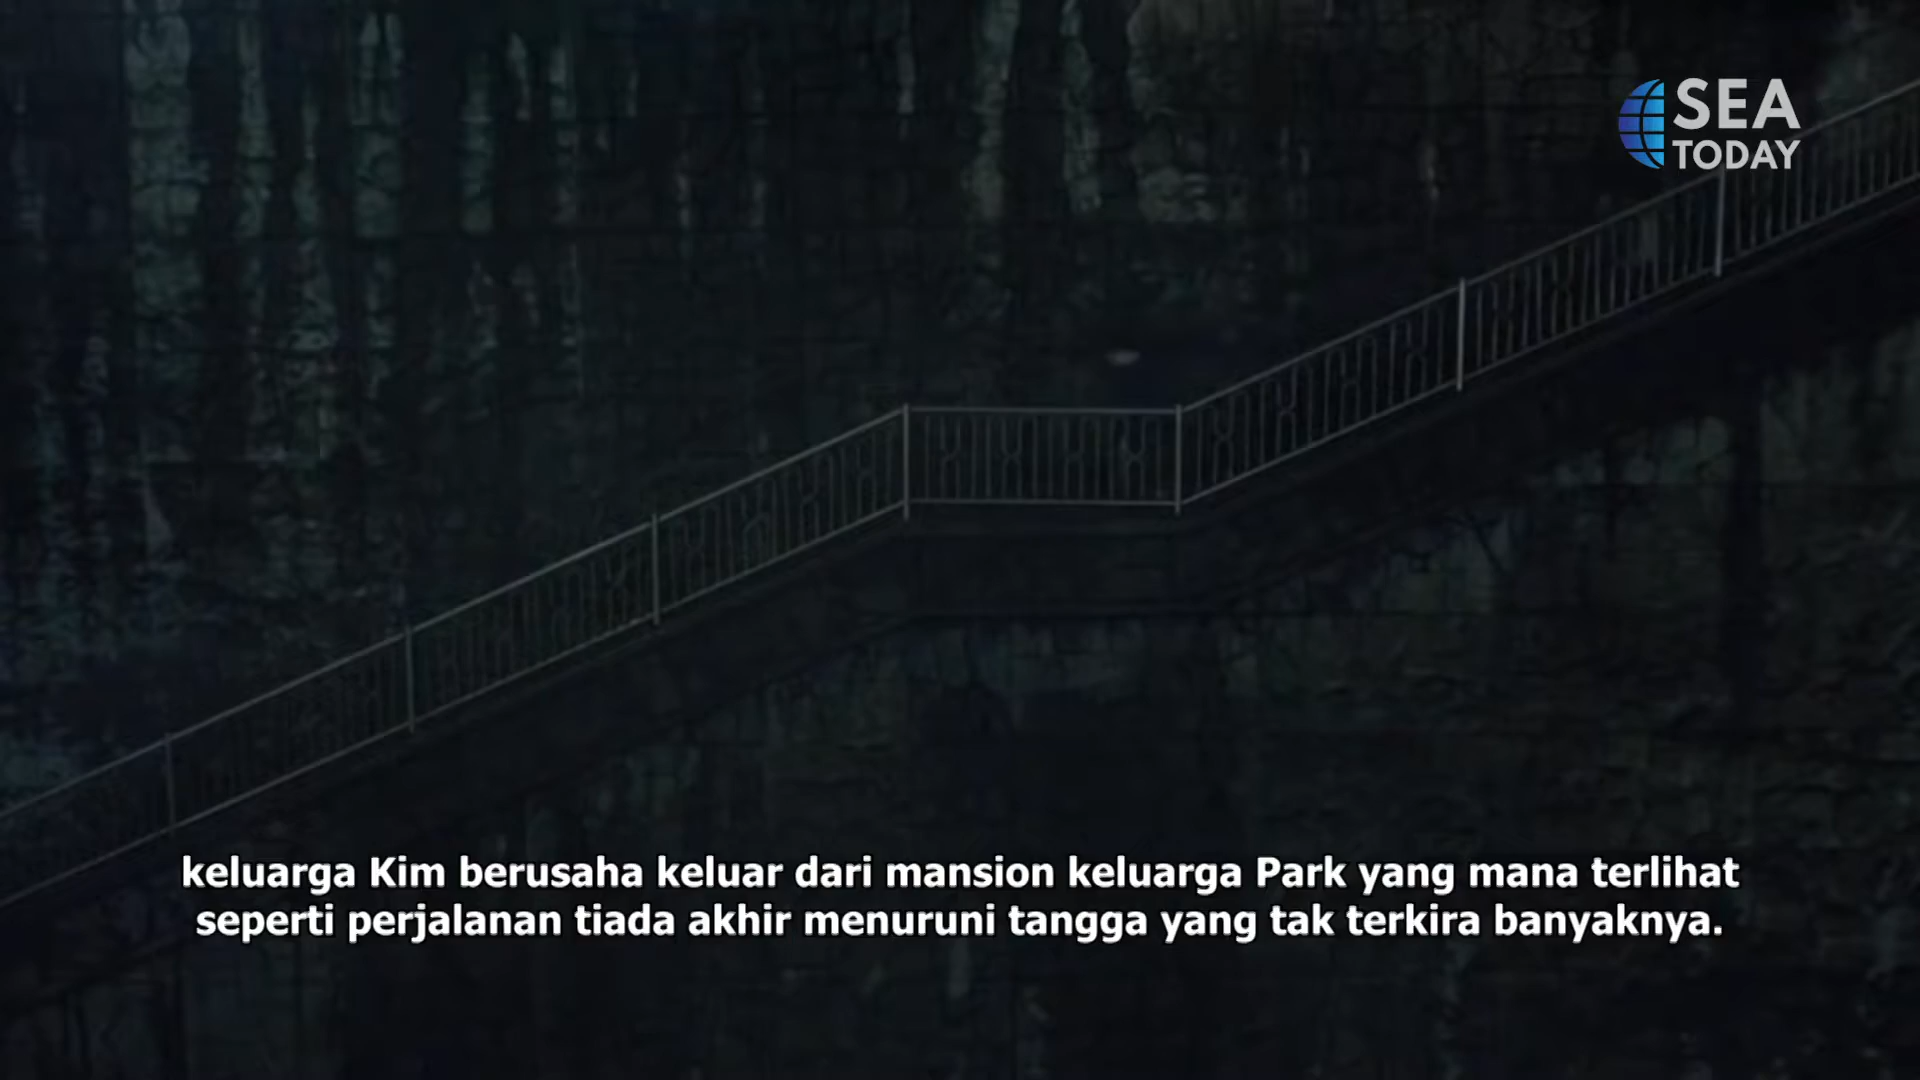 SEA
TODAY
keluarga Kim berusaha keluar dari mansion keluarga Park yang mana terlihat
seperti perjalanan tiada akhir menuruni tangga yang tak terkira banyaknya.